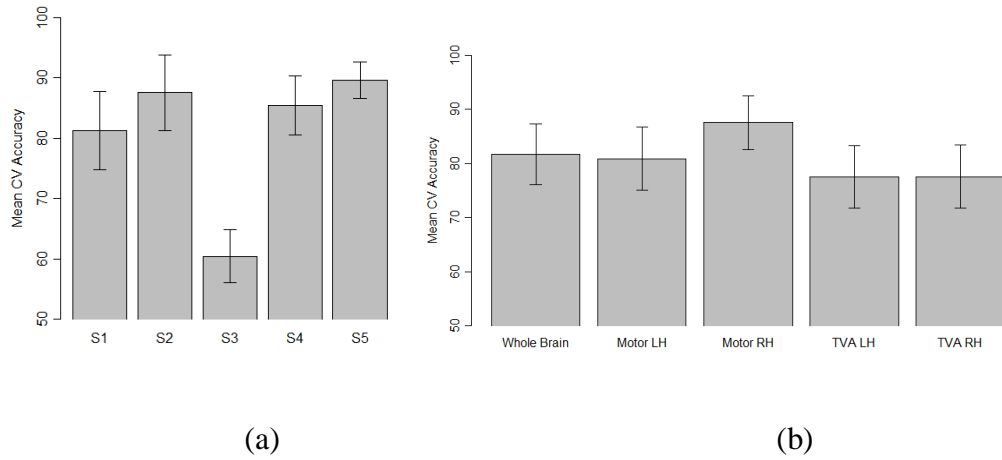 Mean CV Accuracy
100
90
80
70
60
50
S1 S2 S3 S4 S5
(a)
Mean CV Accuracy
100
90
80
70
60
50
Whole Brain Motor LH Motor RH TVA LH TVA RH
(b)